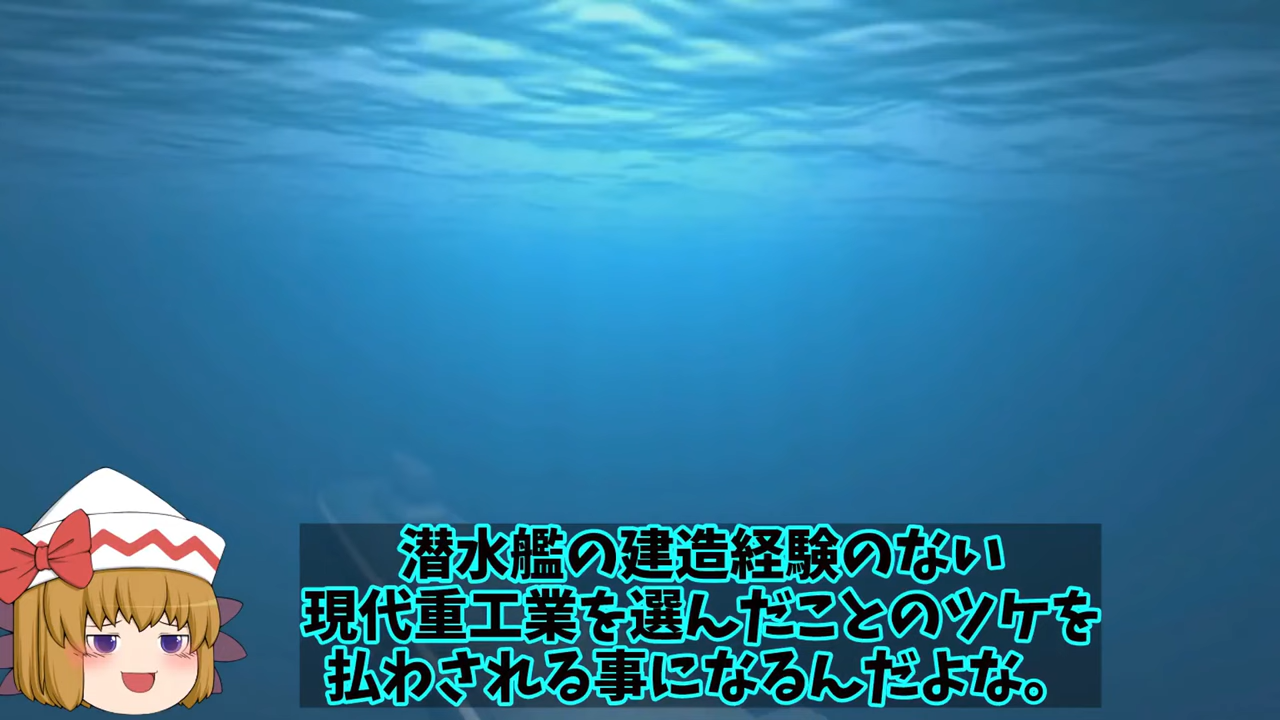 潜水艦の建造経験のない
現代重工業を選んだことのツケを
払わされる事になるんだよな。